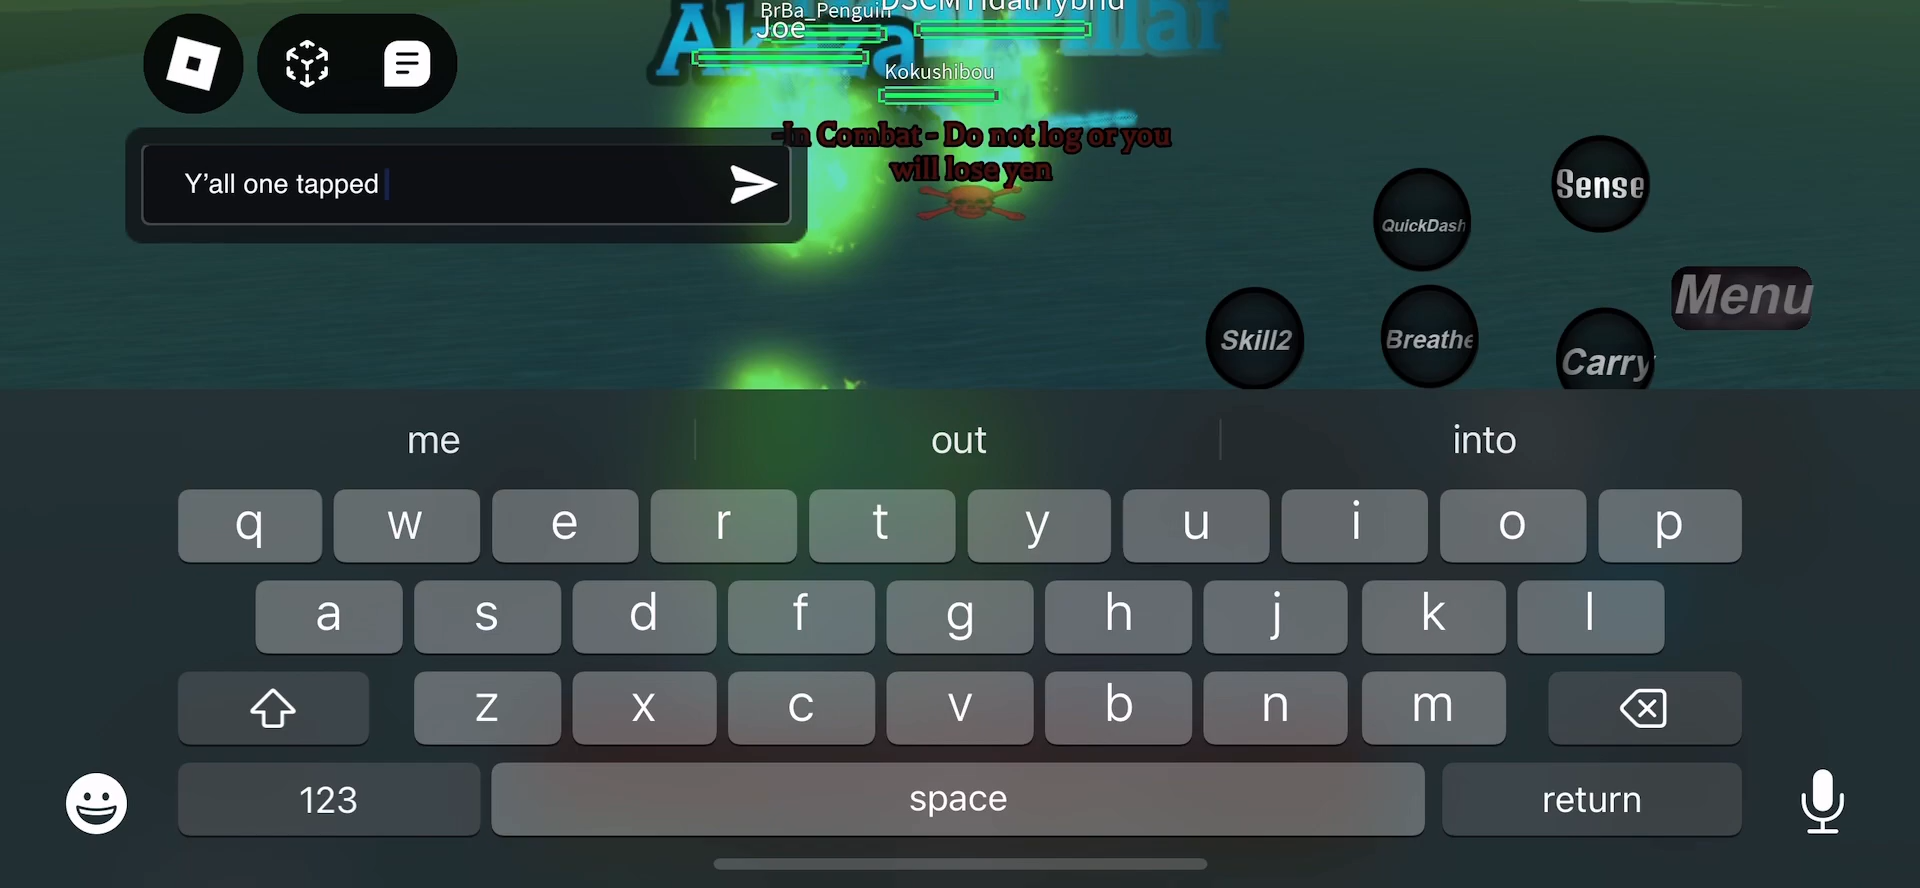 BrBa_Penguin
Joe
Kokushibou
-In Combat - Do not log or you
will lose yen
Y'all one tapped
Sense
QuickDash
Menu
Skill2
Breathe
Carry
me
out
into
q w e r t y u i o p
a s d f g h j k l
z x c v b n m
123
space
return